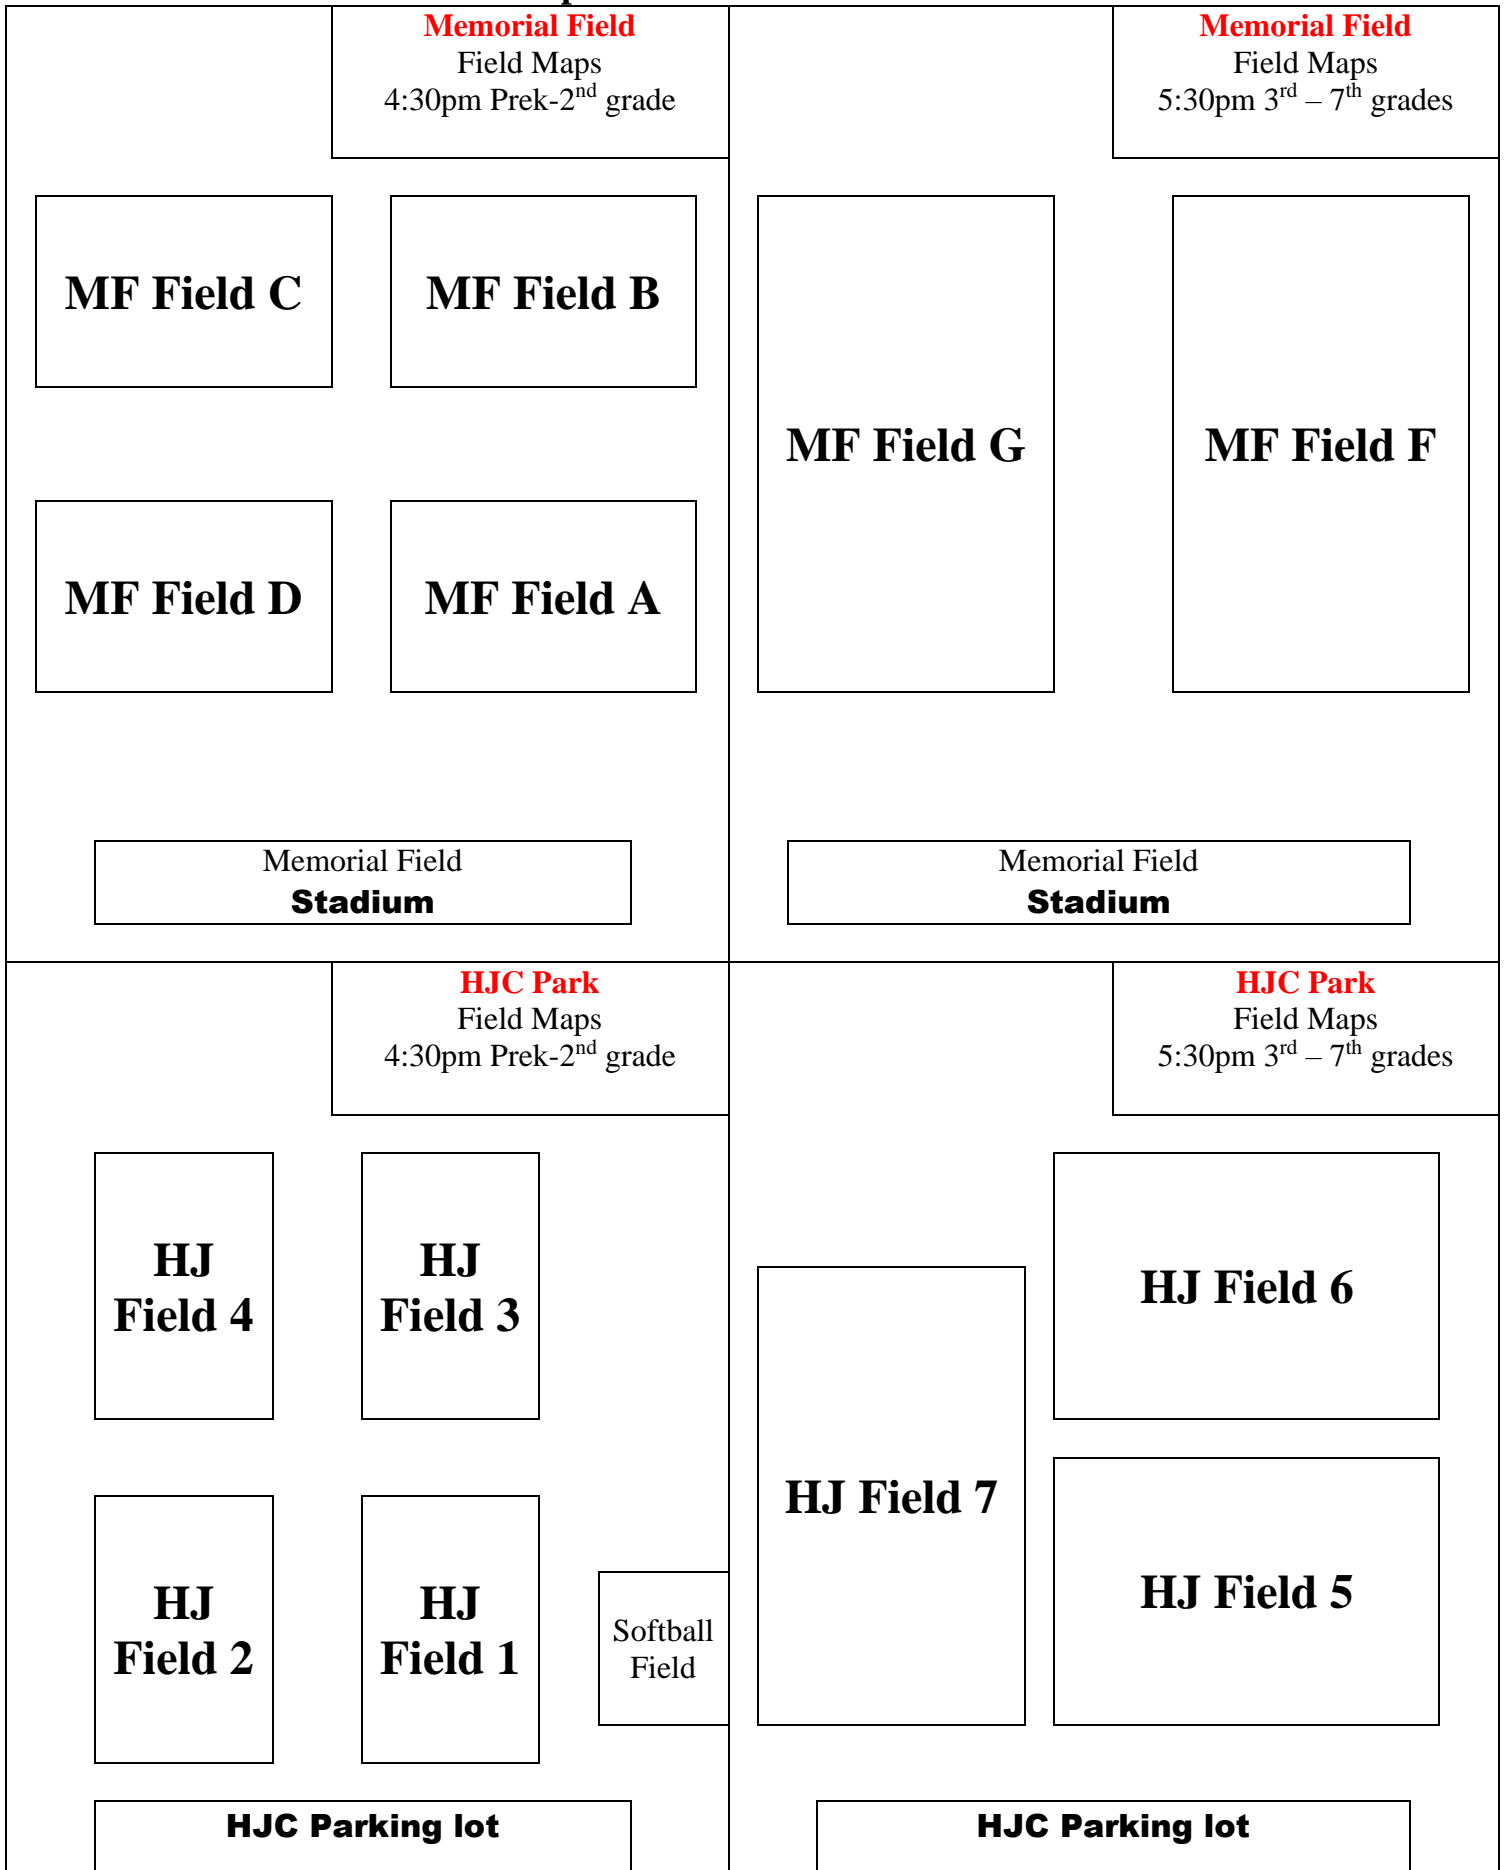 Memorial Field
Field Maps
4:30pm Prek-2nd grade
MF Field C
MF Field B
MF Field D
MF Field A
Memorial Field
Stadium
Memorial Field
Field Maps
5:30pm 3rd – 7th grades
MF Field G
MF Field F
Memorial Field
Stadium
HJC Park
Field Maps
4:30pm Prek-2nd grade
HJ
Field 4
HJ
Field 3
HJ
Field 2
HJ
Field 1
Softball
Field
HJC Parking lot
HJC Park
Field Maps
5:30pm 3rd – 7th grades
HJ Field 6
HJ Field 7
HJ Field 5
HJC Parking lot